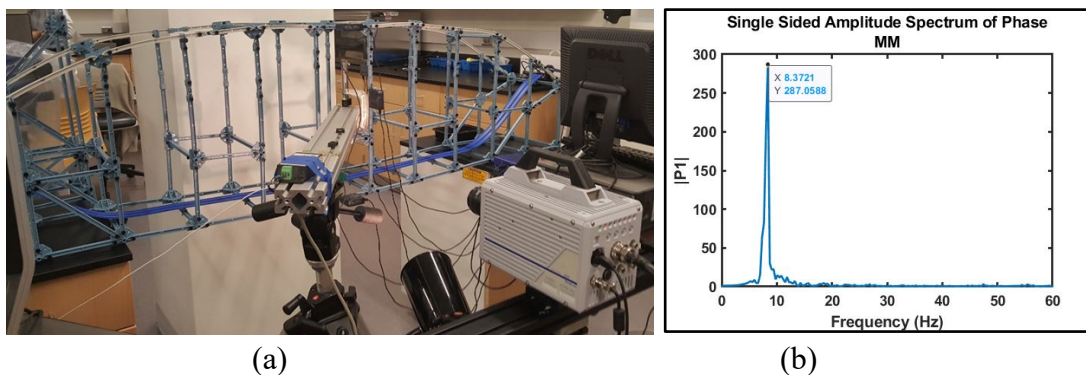 DELL
Single Sided Amplitude Spectrum of Phase
MM
300
250
200
150
100
50
0
|P1|
X 8.3721
Y 287.0588
0 10 20 30 40 50 60
Frequency (Hz)
(a)
(b)